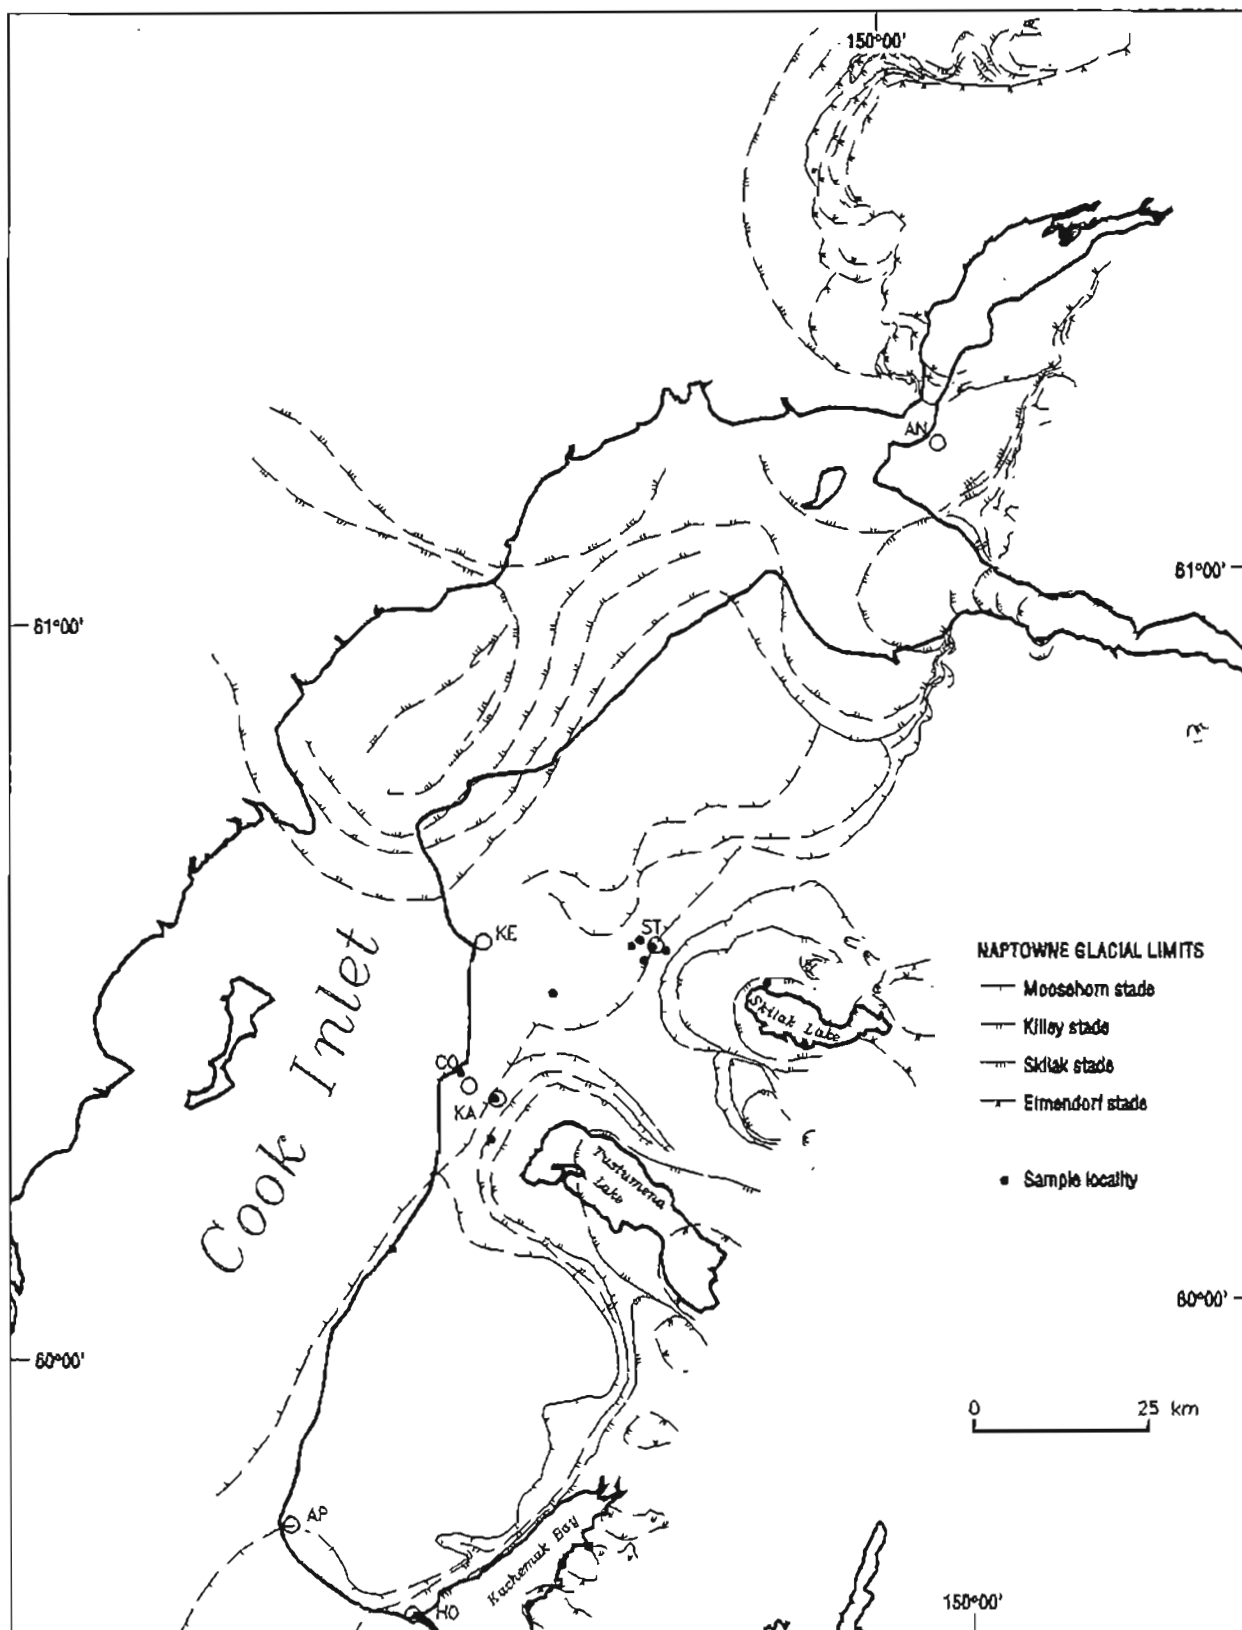 150°00'
AN
61°00'
61°00'
ST
KE
NAPTOWNE GLACIAL LIMITS
Moosehorn stade
Killey stade
Skilak stade
Elmendorf stade
Sample locality
Skilak Lake
Cook Inlet
CO
KA
Tustumena
Lake
60°00'
60°00'
0 25 km
AP
Kachemak Bay
HO
150°00'